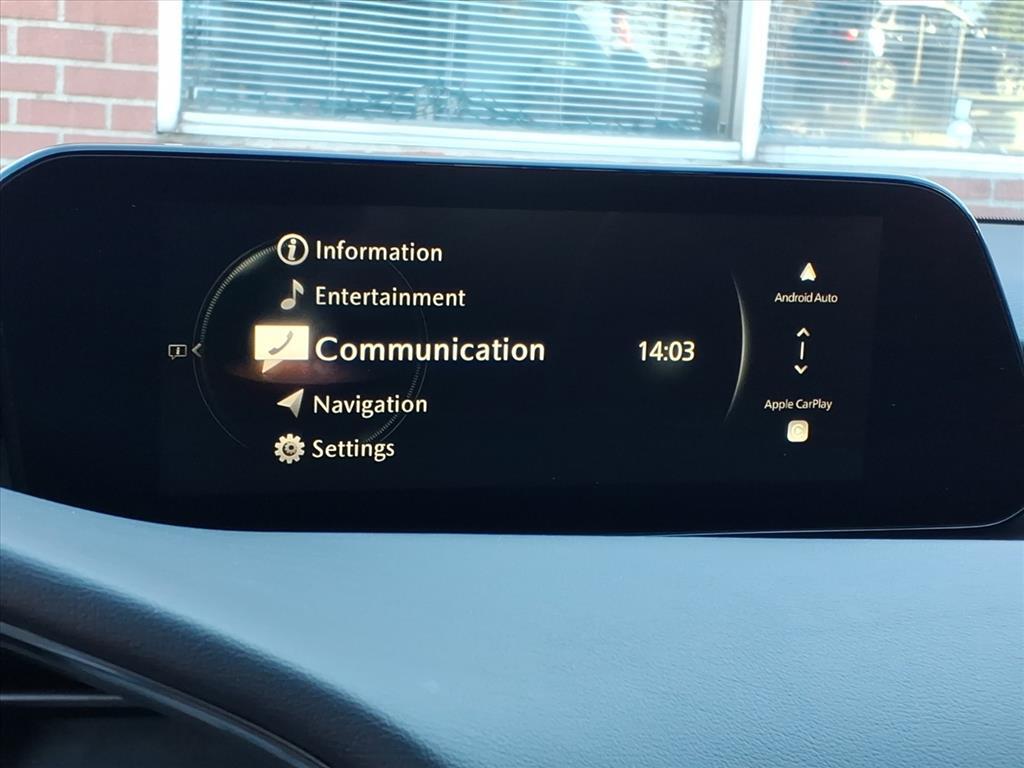 Information
Entertainment
Communication
14:03
Navigation
Settings
Android Auto
Apple CarPlay